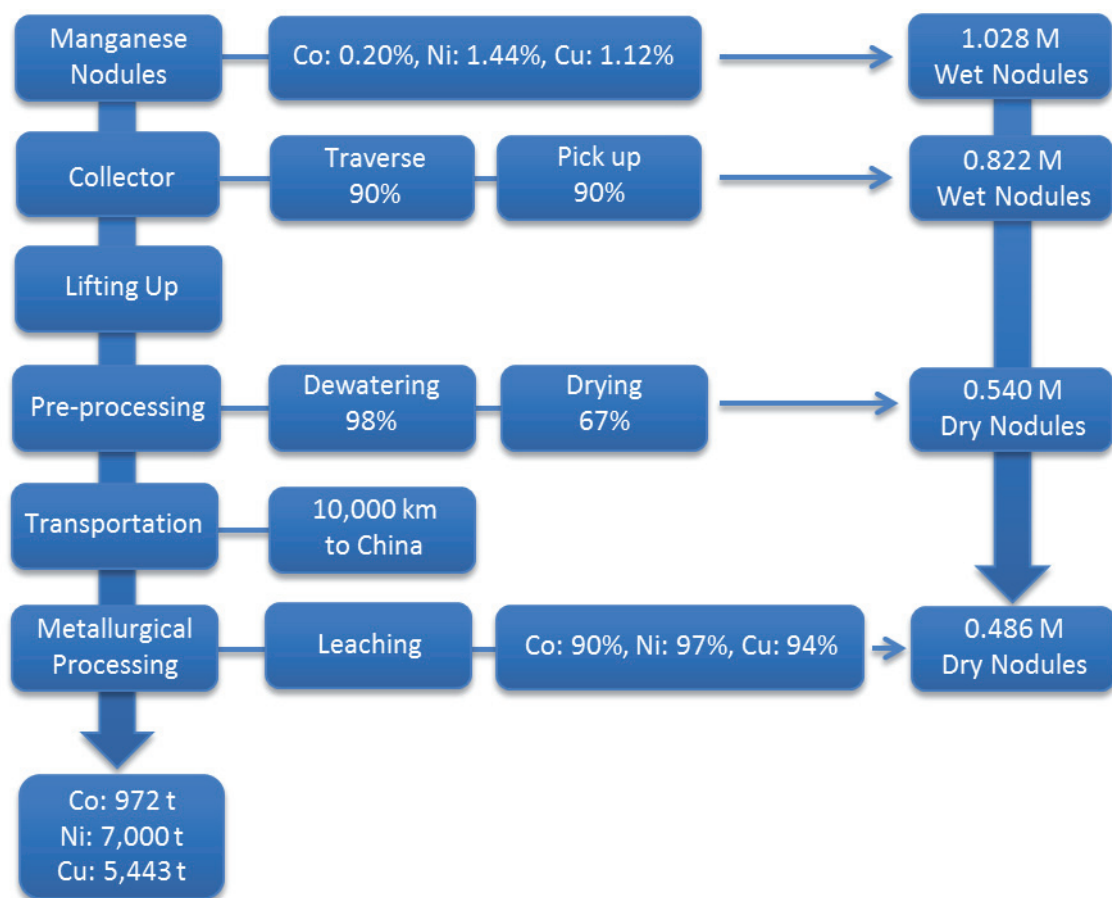 Manganese
Nodules
Co: 0.20%, Ni: 1.44%, Cu: 1.12%
1.028 M
Wet Nodules
Collector
Traverse
90%
Pick up
90%
0.822 M
Wet Nodules
Lifting Up
Pre-processing
Dewatering
98%
Drying
67%
0.540 M
Dry Nodules
Transportation
10,000 km
to China
Metallurgical
Processing
Leaching
Co: 90%, Ni: 97%, Cu: 94%
0.486 M
Dry Nodules
Co: 972 t
Ni: 7,000 t
Cu: 5,443 t